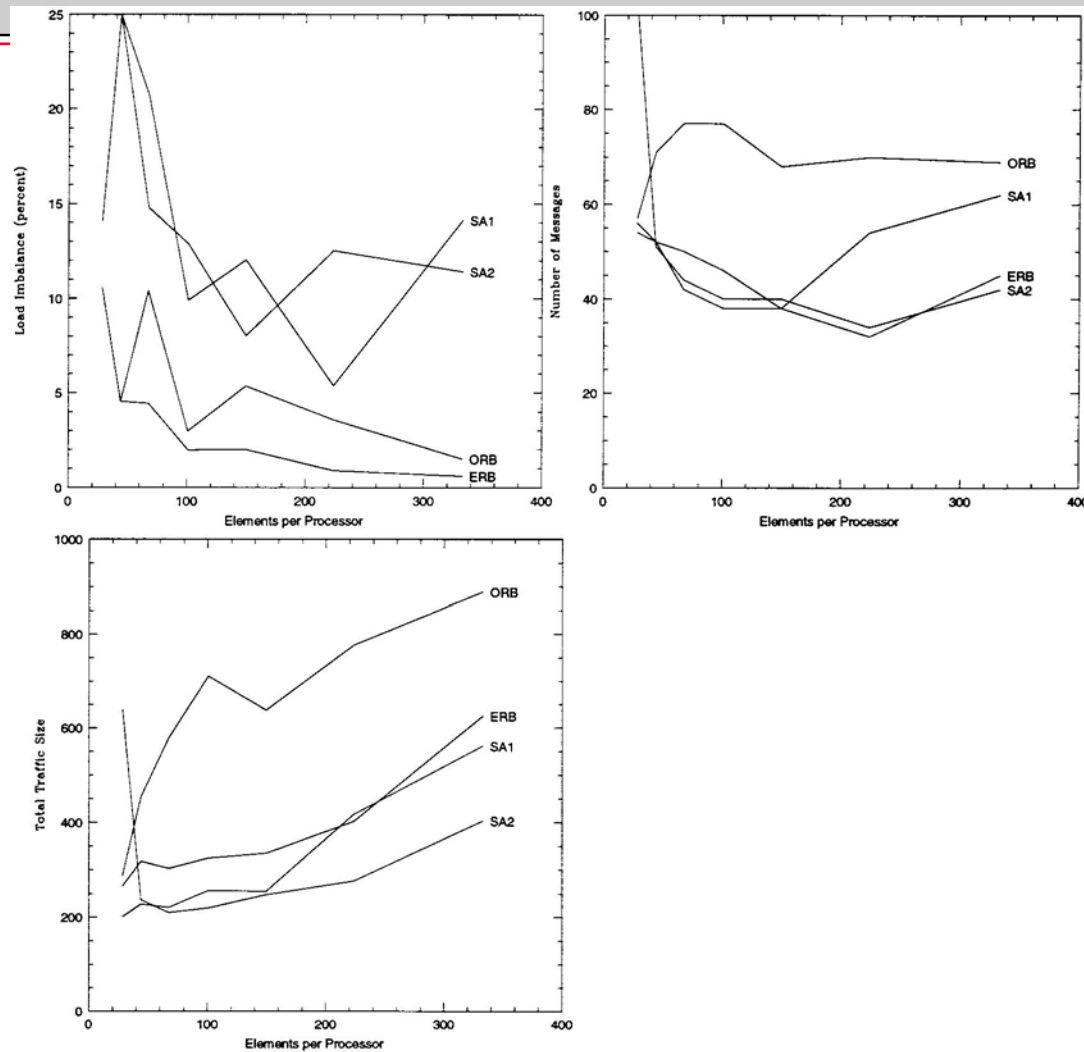 25
20
15
10
5
0
0
100
200
300
400
Load Imbalance (percent)
Elements per Processor
SA1
SA2
ORB
ERB
100
80
60
40
20
0
0
100
200
300
400
Number of Messages
Elements per Processor
ORB
SA1
ERB
SA2
1000
800
600
400
200
0
0
100
200
300
400
Total Traffic Size
Elements per Processor
ORB
ERB
SA1
SA2